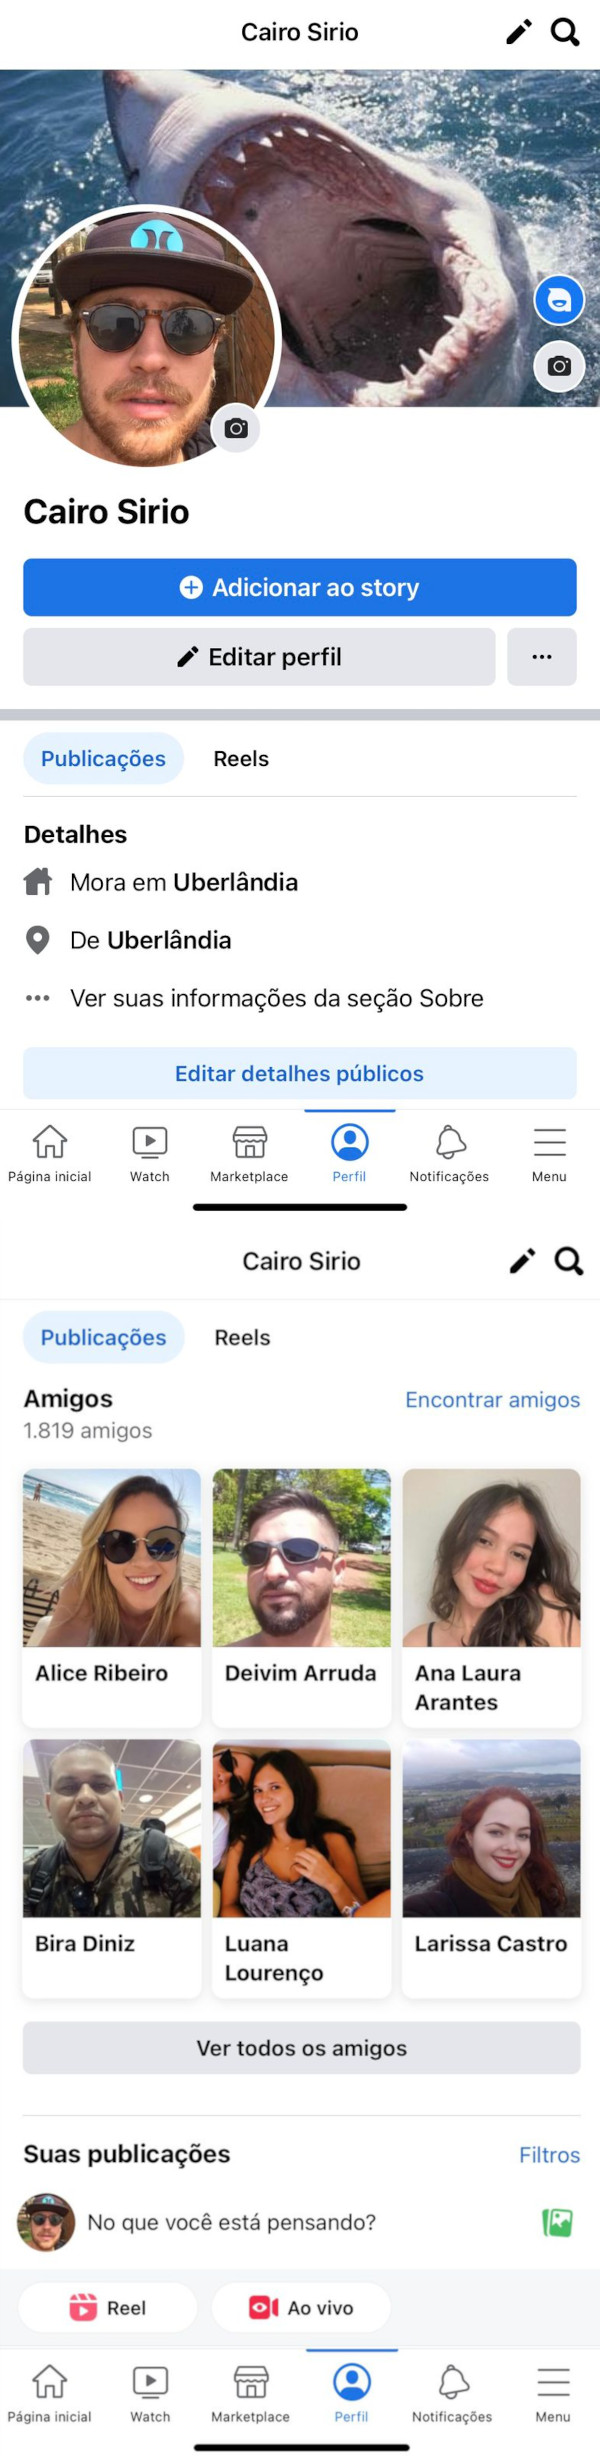 Cairo Sirio
Cairo Sirio
Adicionar ao story
Editar perfil
Publicações
Reels
Detalhes
Mora em Uberlândia
De Uberlândia
Ver suas informações da seção Sobre
Editar detalhes públicos
Página inicial
Watch
Marketplace
Perfil
Notificações
Menu
Cairo Sirio
Publicações
Reels
Amigos
Encontrar amigos
1.819 amigos
Alice Ribeiro
Deivim Arruda
Ana Laura
Arantes
Bira Diniz
Luana
Lourenço
Larissa Castro
Ver todos os amigos
Suas publicações
Filtros
No que você está pensando?
Reel
Ao vivo
Página inicial
Watch
Marketplace
Perfil
Notificações
Menu